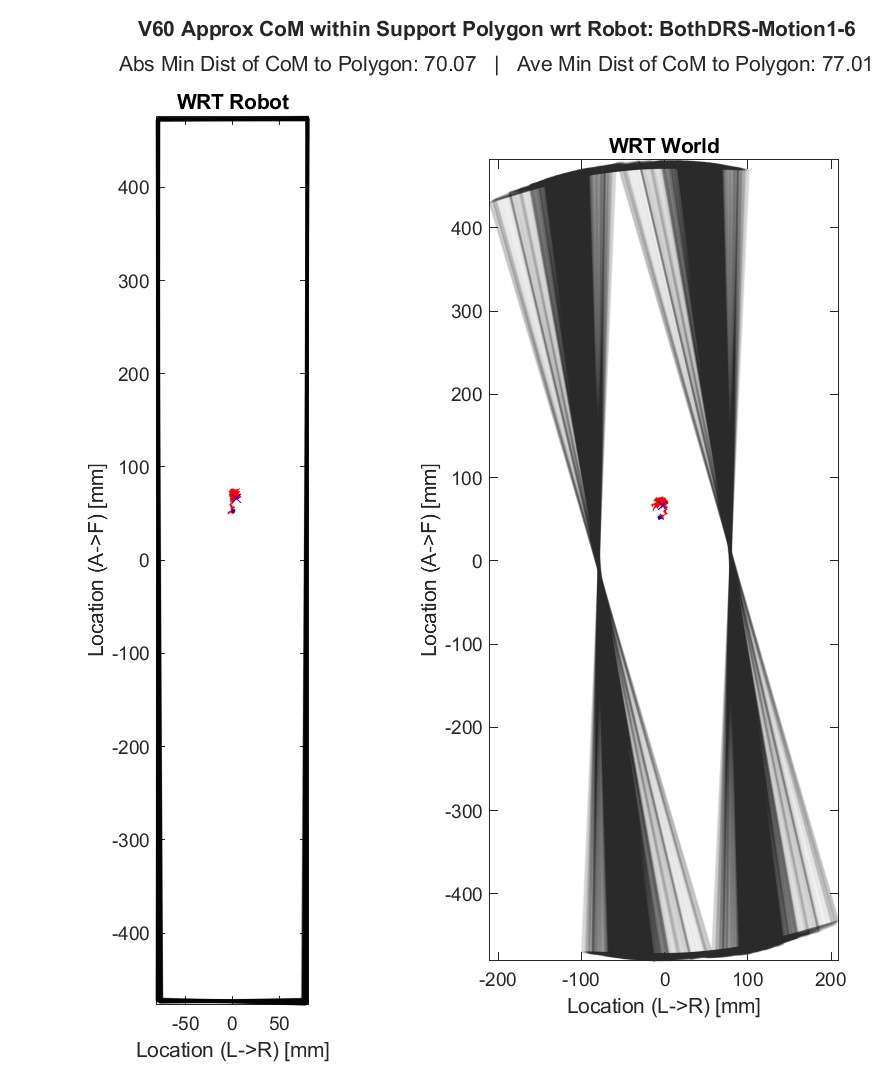 V60 Approx CoM within Support Polygon wrt Robot: BothDRS-Motion1-6
Abs Min Dist of CoM to Polygon: 70.07 | Ave Min Dist of CoM to Polygon: 77.01
WRT Robot
400
300
200
100
0
-100
-200
-300
-400
Location (A->F) [mm]
-50 0 50
Location (L->R) [mm]
WRT World
400
300
200
100
0
-100
-200
-300
-400
Location (A->F) [mm]
-200 -100 0 100 200
Location (L->R) [mm]